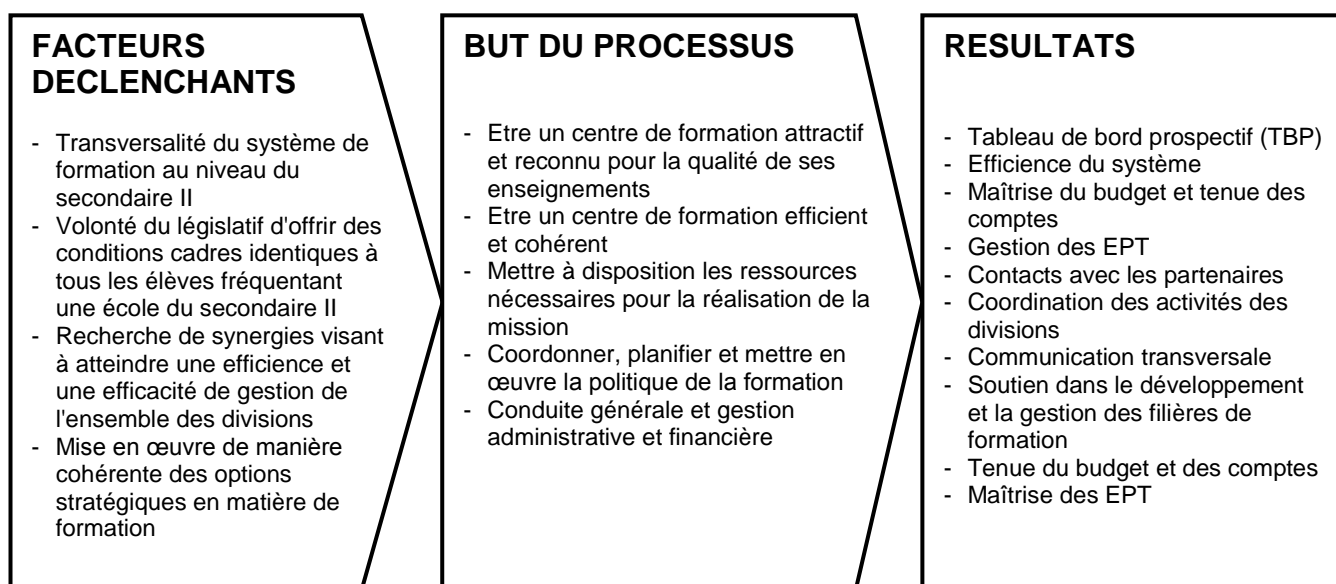 FACTEURS
DECLENCHANTS
- Transversalité du système de
formation au niveau du
secondaire II
- Volonté du législatif d'offrir des
conditions cadres identiques à
tous les élèves fréquentant
une école du secondaire II
- Recherche de synergies visant
à atteindre une efficience et
une efficacité de gestion de
l'ensemble des divisions
- Mise en œuvre de manière
cohérente des options
stratégiques en matière de
formation
BUT DU PROCESSUS
- Etre un centre de formation attractif
et reconnu pour la qualité de ses
enseignements
- Etre un centre de formation efficient
et cohérent
- Mettre à disposition les ressources
nécessaires pour la réalisation de la
mission
- Coordonner, planifier et mettre en
œuvre la politique de la formation
- Conduite générale et gestion
administrative et financière
RESULTATS
- Tableau de bord prospectif (TBP)
- Efficience du système
- Maîtrise du budget et tenue des
comptes
- Gestion des EPT
- Contacts avec les partenaires
- Coordination des activités des
divisions
- Communication transversale
- Soutien dans le développement
et la gestion des filières de
formation
- Tenue du budget et des comptes
- Maîtrise des EPT